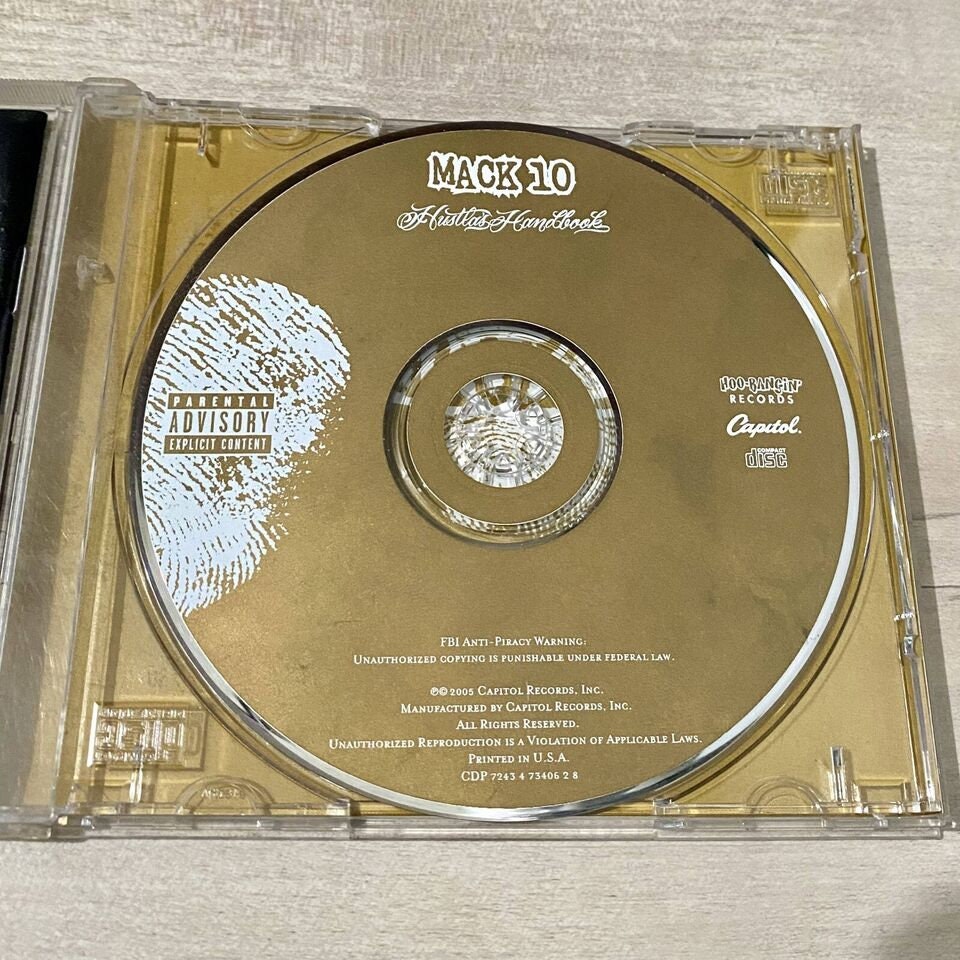 MACK 10
Hustla's Handbook
PARENTAL
ADVISORY
EXPLICIT CONTENT
HOO-BANGIN'
RECORDS
Capitol.
COMPACT
disc
FBI ANTI-PIRACY WARNING:
UNAUTHORIZED COPYING IS PUNISHABLE UNDER FEDERAL LAW.
℗© 2005 CAPITOL RECORDS, INC.
MANUFACTURED BY CAPITOL RECORDS, INC.
ALL RIGHTS RESERVED.
UNAUTHORIZED REPRODUCTION IS A VIOLATION OF APPLICABLE LAWS.
PRINTED IN U.S.A.
CDP 7243 4 73406 2 8